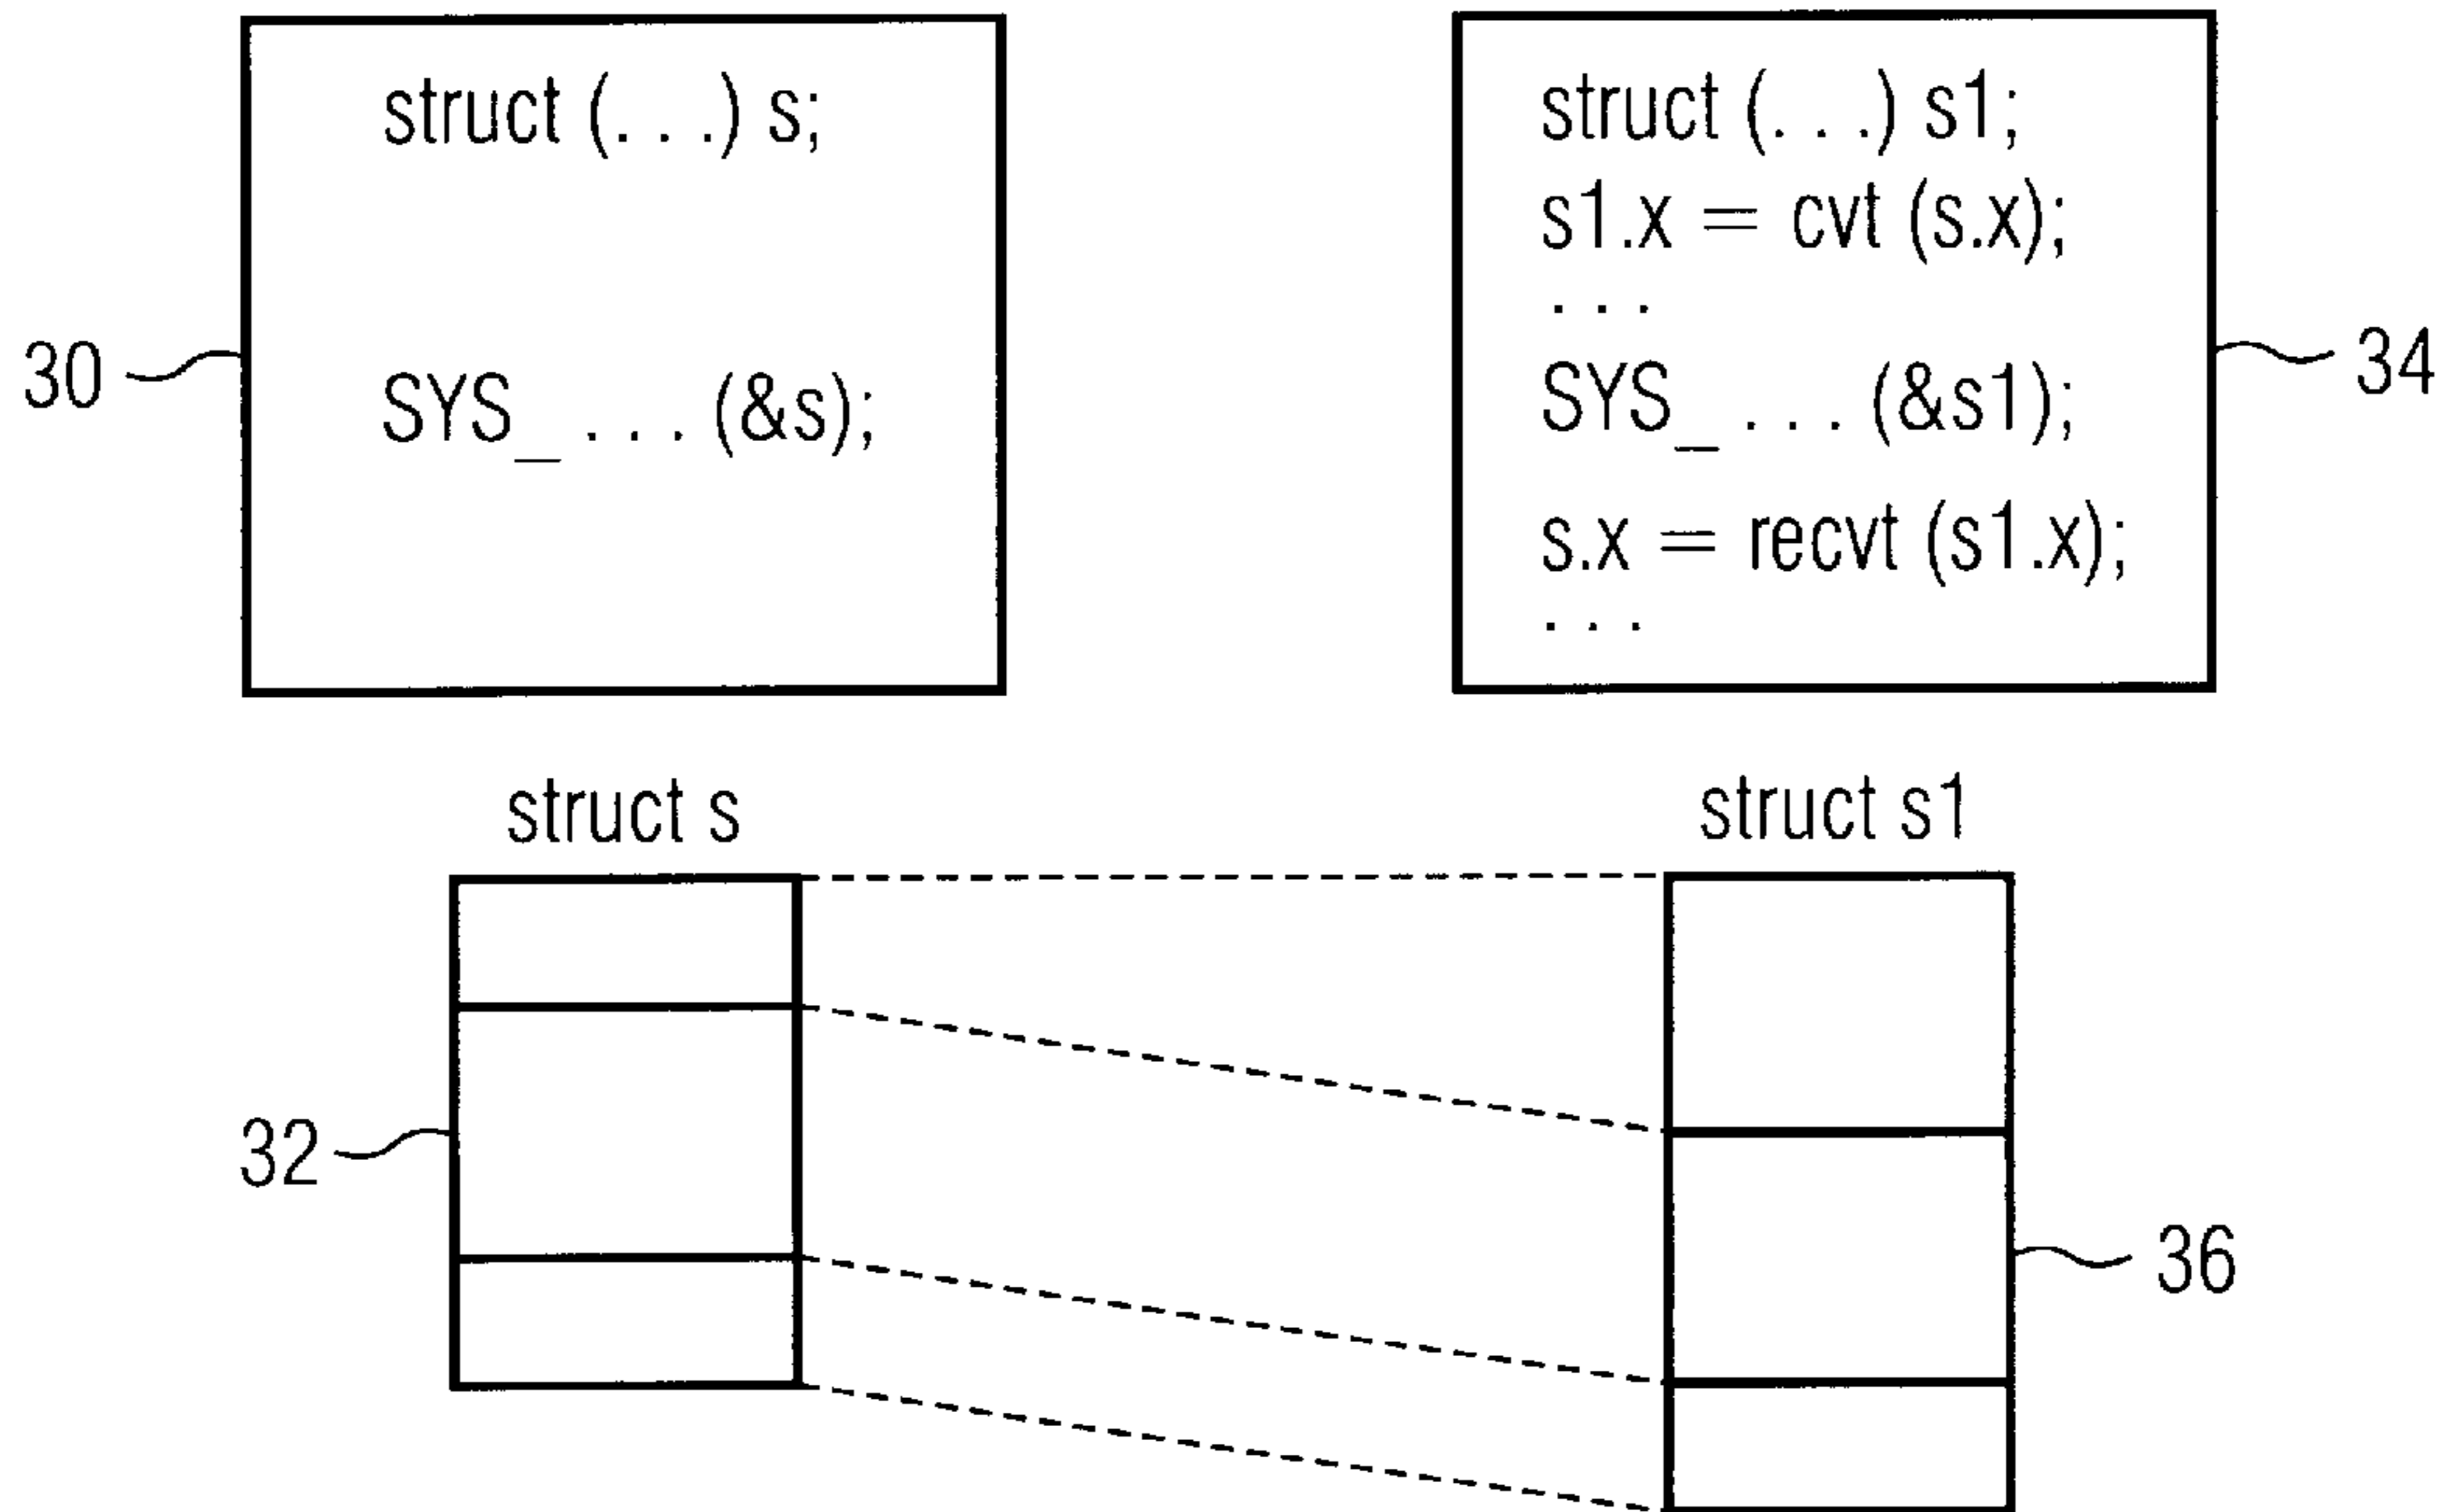 struct (. . .) s;
SYS_ . . . (&s);
30
struct (. . .) s1;
s1.x = cvt (s.x);
. . .
SYS_ . . . (&s1);
s.x = recvt (s1.x);
. . .
34
struct s
32
struct s1
36